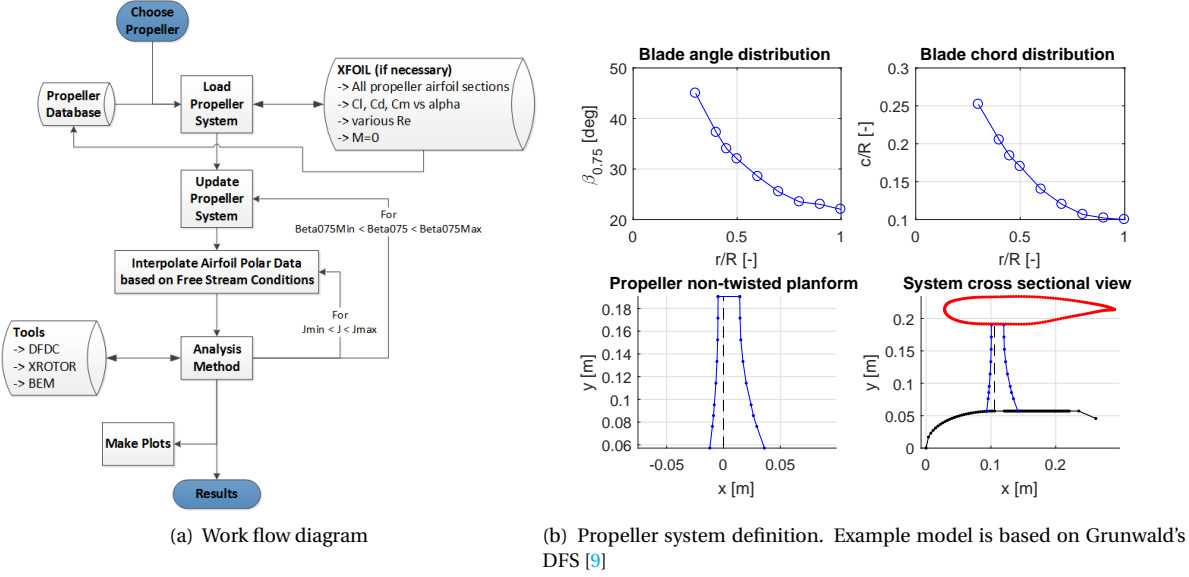 Choose
Propeller
Propeller
Database
Load
Propeller
System
XFOIL (if necessary)
-> All propeller airfoil sections
-> Cl, Cd, Cm vs alpha
-> various Re
-> M=0
Update
Propeller
System
For
Beta075Min < Beta075 < Beta075Max
Interpolate Airfoil Polar Data
based on Free Stream Conditions
For
Jmin < J < Jmax
Tools
-> DFDC
-> XROTOR
-> BEM
Analysis
Method
Make Plots
Results
(a) Work flow diagram
Blade angle distribution
50
40
30
20
β0.75 [deg]
0
0.5
1
r/R [-]
Blade chord distribution
0.3
0.25
0.2
0.15
0.1
c/R [-]
0
0.5
1
r/R [-]
Propeller non-twisted planform
0.18
0.16
0.14
0.12
0.1
0.08
0.06
y [m]
-0.05
0
0.05
x [m]
System cross sectional view
0.2
0.15
0.1
0.05
0
y [m]
0
0.1
0.2
x [m]
(b) Propeller system definition. Example model is based on Grunwald's
DFS [9]